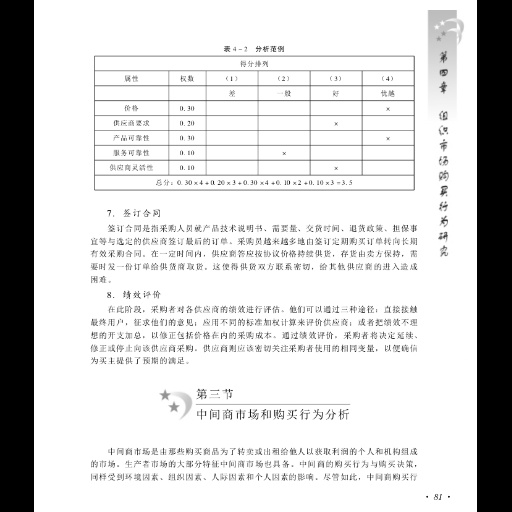 表 4-2 分析范例
得分排列
属性 权数 (1) (2) (3) (4)
差 一般 好 优越
价格 0.30 ×
供应商要求 0.20 ×
产品可靠性 0.30 ×
服务可靠性 0.10 ×
供应商灵活性 0.10 ×
总分：0.30×4+0.20×3+0.30×4+0.10×2+0.10×3=3.5
7. 签订合同
签订合同是指采购人员就产品技术说明书、需要量、交货时间、退货政策、担保事
宜等与选定的供应商签订最后的订单。采购员越来越多地由签订定期购买订单转向长期
有效采购合同。在一定时间内，供应商答应按协议价格持续供货，存货由卖方保持，需
要时发一份订单给供货商取货，这使得供货双方联系密切，给其他供应商的进入造成
困难。
8. 绩效评价
在此阶段，采购者对各供应商的绩效进行评估。他们可以通过三种途径：直接接触
最终用户，征求他们的意见；应用不同的标准加权计算来评价供应商；或者把绩效不理
想的开支加总，以修正包括价格在内的采购成本。通过绩效评价，采购者将决定延续、
修正或停止向该供应商采购。供应商则应该密切关注采购者使用的相同变量，以便确信
为买主提供了预期的满足。
第三节
中间商市场和购买行为分析
中间商市场是由那些购买商品为了转卖或出租给他人以获取利润的个人和机构组成
的市场。生产者市场的大部分特征中间商市场也具备。中间商的购买行为与购买决策，
同样受到环境因素、组织因素、人际因素和个人因素的影响。尽管如此，中间商购买行
第四章 组织市场购买行为研究
· 81 ·